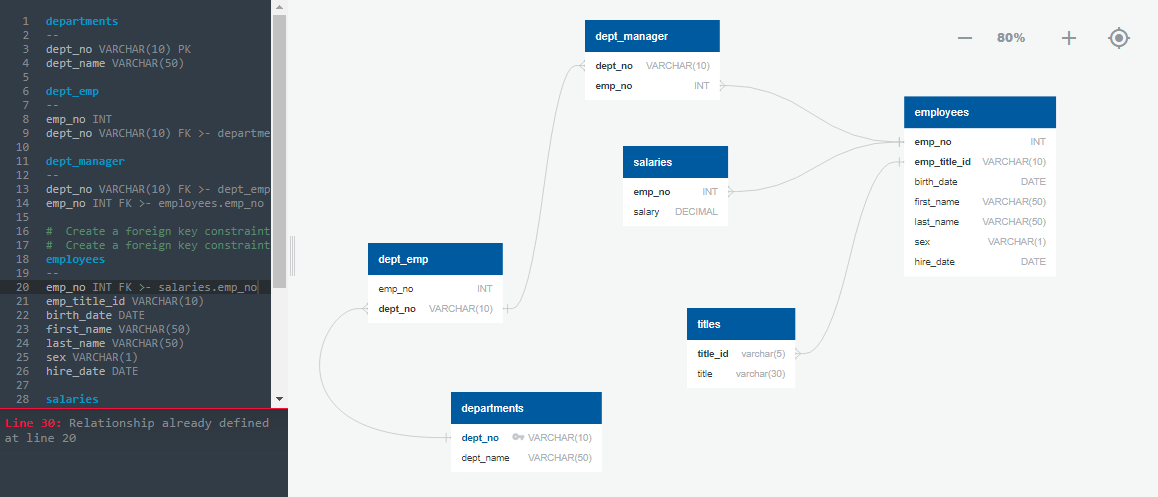 1 departments
2 --
3 dept_no VARCHAR(10) PK
4 dept_name VARCHAR(50)
5
6 dept_emp
7 --
8 emp_no INT
9 dept_no VARCHAR(10) FK >- departme
10
11 dept_manager
12 --
13 dept_no VARCHAR(10) FK >- dept_emp
14 emp_no INT FK >- employees.emp_no
15
16 # Create a foreign key constraint
17 # Create a foreign key constraint
18 employees
19 --
20 emp_no INT FK >- salaries.emp_no
21 emp_title_id VARCHAR(10)
22 birth_date DATE
23 first_name VARCHAR(50)
24 last_name VARCHAR(50)
25 sex VARCHAR(1)
26 hire_date DATE
27
28 salaries
Line 30: Relationship already defined
at line 20
80%
dept_manager
dept_no VARCHAR(10)
emp_no INT
employees
emp_no INT
emp_title_id VARCHAR(10)
birth_date DATE
first_name VARCHAR(50)
last_name VARCHAR(50)
sex VARCHAR(1)
hire_date DATE
salaries
emp_no INT
salary DECIMAL
dept_emp
emp_no INT
dept_no VARCHAR(10)
titles
title_id varchar(5)
title varchar(30)
departments
dept_no VARCHAR(10)
dept_name VARCHAR(50)